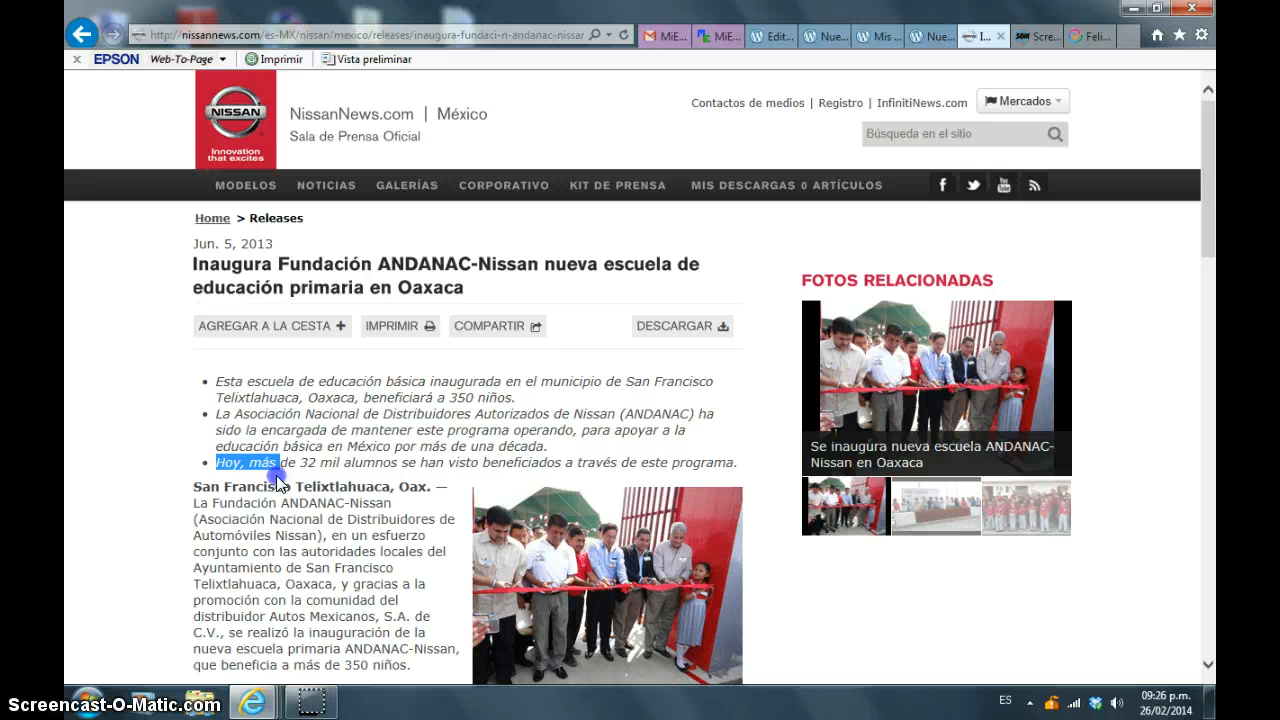 http://nissannews.com/es-MX/nissan/mexico/releases/inaugura-fundaci-n-andanac-nissar
MiE...
MiE...
Edit...
Nue...
Mis ...
Nue...
I...
Scre...
Feli...
EPSON Web-To-Page Imprimir Vista preliminar
NISSAN
Innovation
that excites
NissanNews.com | México
Sala de Prensa Oficial
Contactos de medios | Registro | InfinitiNews.com
Mercados
Búsqueda en el sitio
MODELOS NOTICIAS GALERÍAS CORPORATIVO KIT DE PRENSA MIS DESCARGAS 0 ARTÍCULOS
Home > Releases
Jun. 5, 2013
Inaugura Fundación ANDANAC-Nissan nueva escuela de
educación primaria en Oaxaca
AGREGAR A LA CESTA IMPRIMIR COMPARTIR DESCARGAR
Esta escuela de educación básica inaugurada en el municipio de San Francisco
Telixtlahuaca, Oaxaca, beneficiará a 350 niños.
La Asociación Nacional de Distribuidores Autorizados de Nissan (ANDANAC) ha
sido la encargada de mantener este programa operando, para apoyar a la
educación básica en México por más de una década.
Hoy, más de 32 mil alumnos se han visto beneficiados a través de este programa.
San Francisco Telixtlahuaca, Oax. —
La Fundación ANDANAC-Nissan
(Asociación Nacional de Distribuidores de
Automóviles Nissan), en un esfuerzo
conjunto con las autoridades locales del
Ayuntamiento de San Francisco
Telixtlahuaca, Oaxaca, y gracias a la
promoción con la comunidad del
distribuidor Autos Mexicanos, S.A. de
C.V., se realizó la inauguración de la
nueva escuela primaria ANDANAC-Nissan,
que beneficia a más de 350 niños.
FOTOS RELACIONADAS
Se inaugura nueva escuela ANDANAC-
Nissan en Oaxaca
ES
09:26 p.m.
26/02/2014
Screencast-O-Matic.com